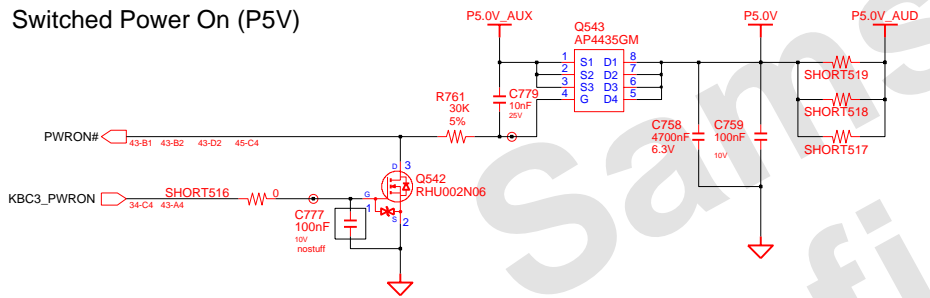 Switched Power On (P5V)
P5.0V_AUX
P5.0V
P5.0V_AUD
Q543
AP4435GM
1 S1 D1 8
2 S2 D2 7
3 S3 D3 6
4 G D4 5
SHORT519
SHORT518
SHORT517
R761
30K
5%
C779
10nF
25V
C758
4700nF
6.3V
C759
100nF
10V
PWRON#
43-B1 43-B2 43-D2 45-C4
D 3
Q542
RHU002N06
KBC3_PWRON
34-C4 43-A4
SHORT516
0
G
1
S
2
C777
100nF
10V
nostuff
Sams
fi